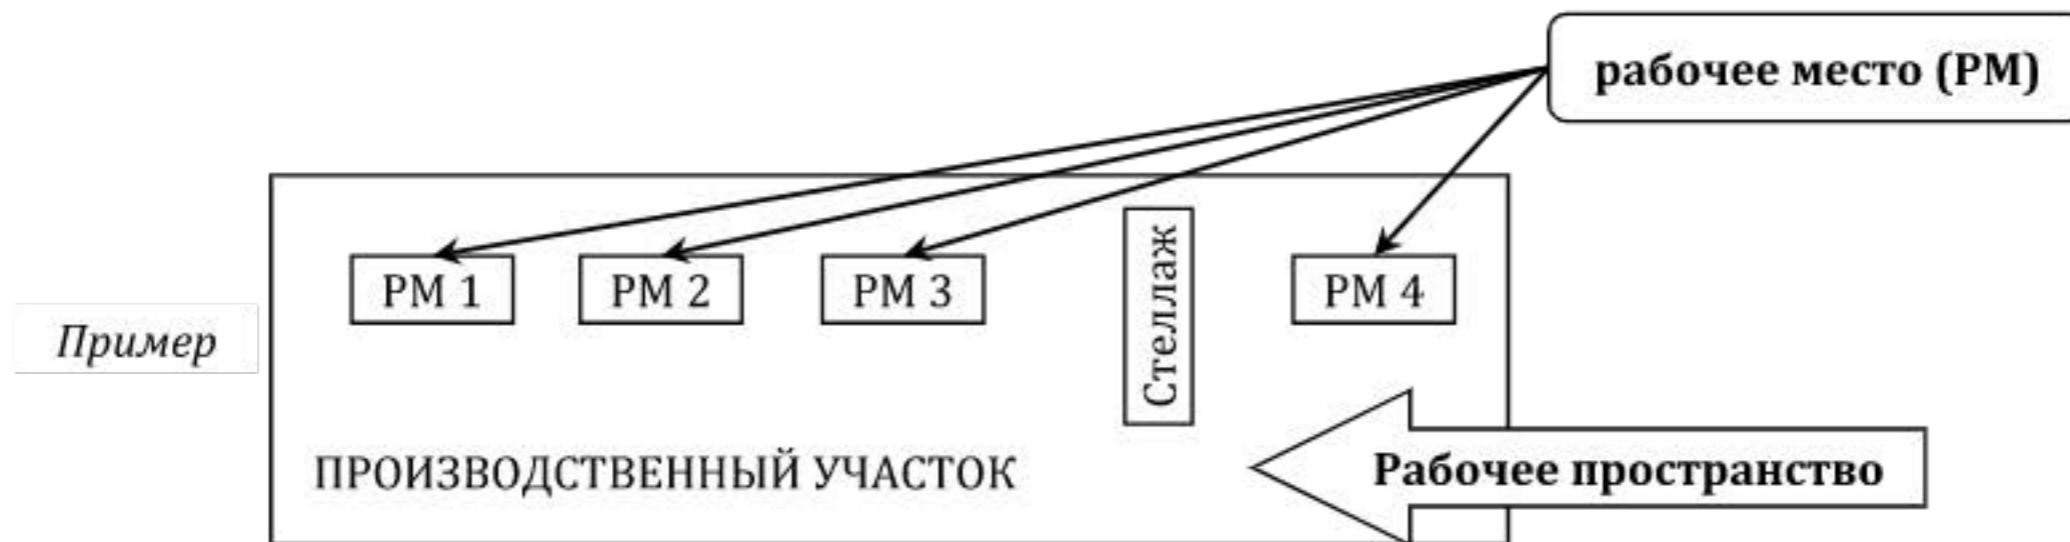 рабочее место (РМ)
РМ 1
РМ 2
РМ 3
Стеллаж
РМ 4
Пример
ПРОИЗВОДСТВЕННЫЙ УЧАСТОК
Рабочее пространство